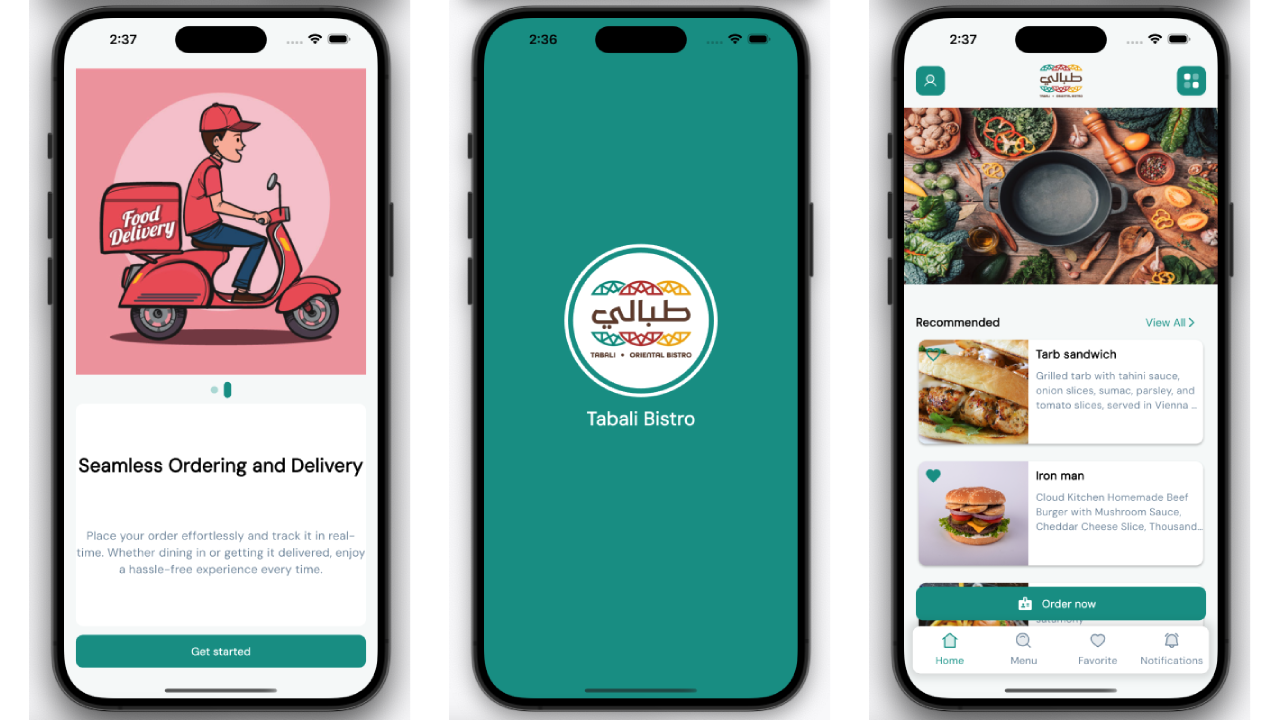 2:37
Food
Delivery
Seamless Ordering and Delivery
Place your order effortlessly and track it in real-
time. Whether dining in or getting it delivered, enjoy
a hassle-free experience every time.
Get started
2:36
طبالي
TABALI • ORIENTAL BISTRO
Tabali Bistro
2:37
طبالي
TABALI • ORIENTAL BISTRO
Recommended
View All
Tarb sandwich
Grilled tarb with tahini sauce,
onion slices, sumac, parsley, and
tomato slices, served in Vienna ...
Iron man
Cloud Kitchen Homemade Beef
Burger with Mushroom Sauce,
Cheddar Cheese Slice, Thousand...
Order now
Home
Menu
Favorite
Notifications